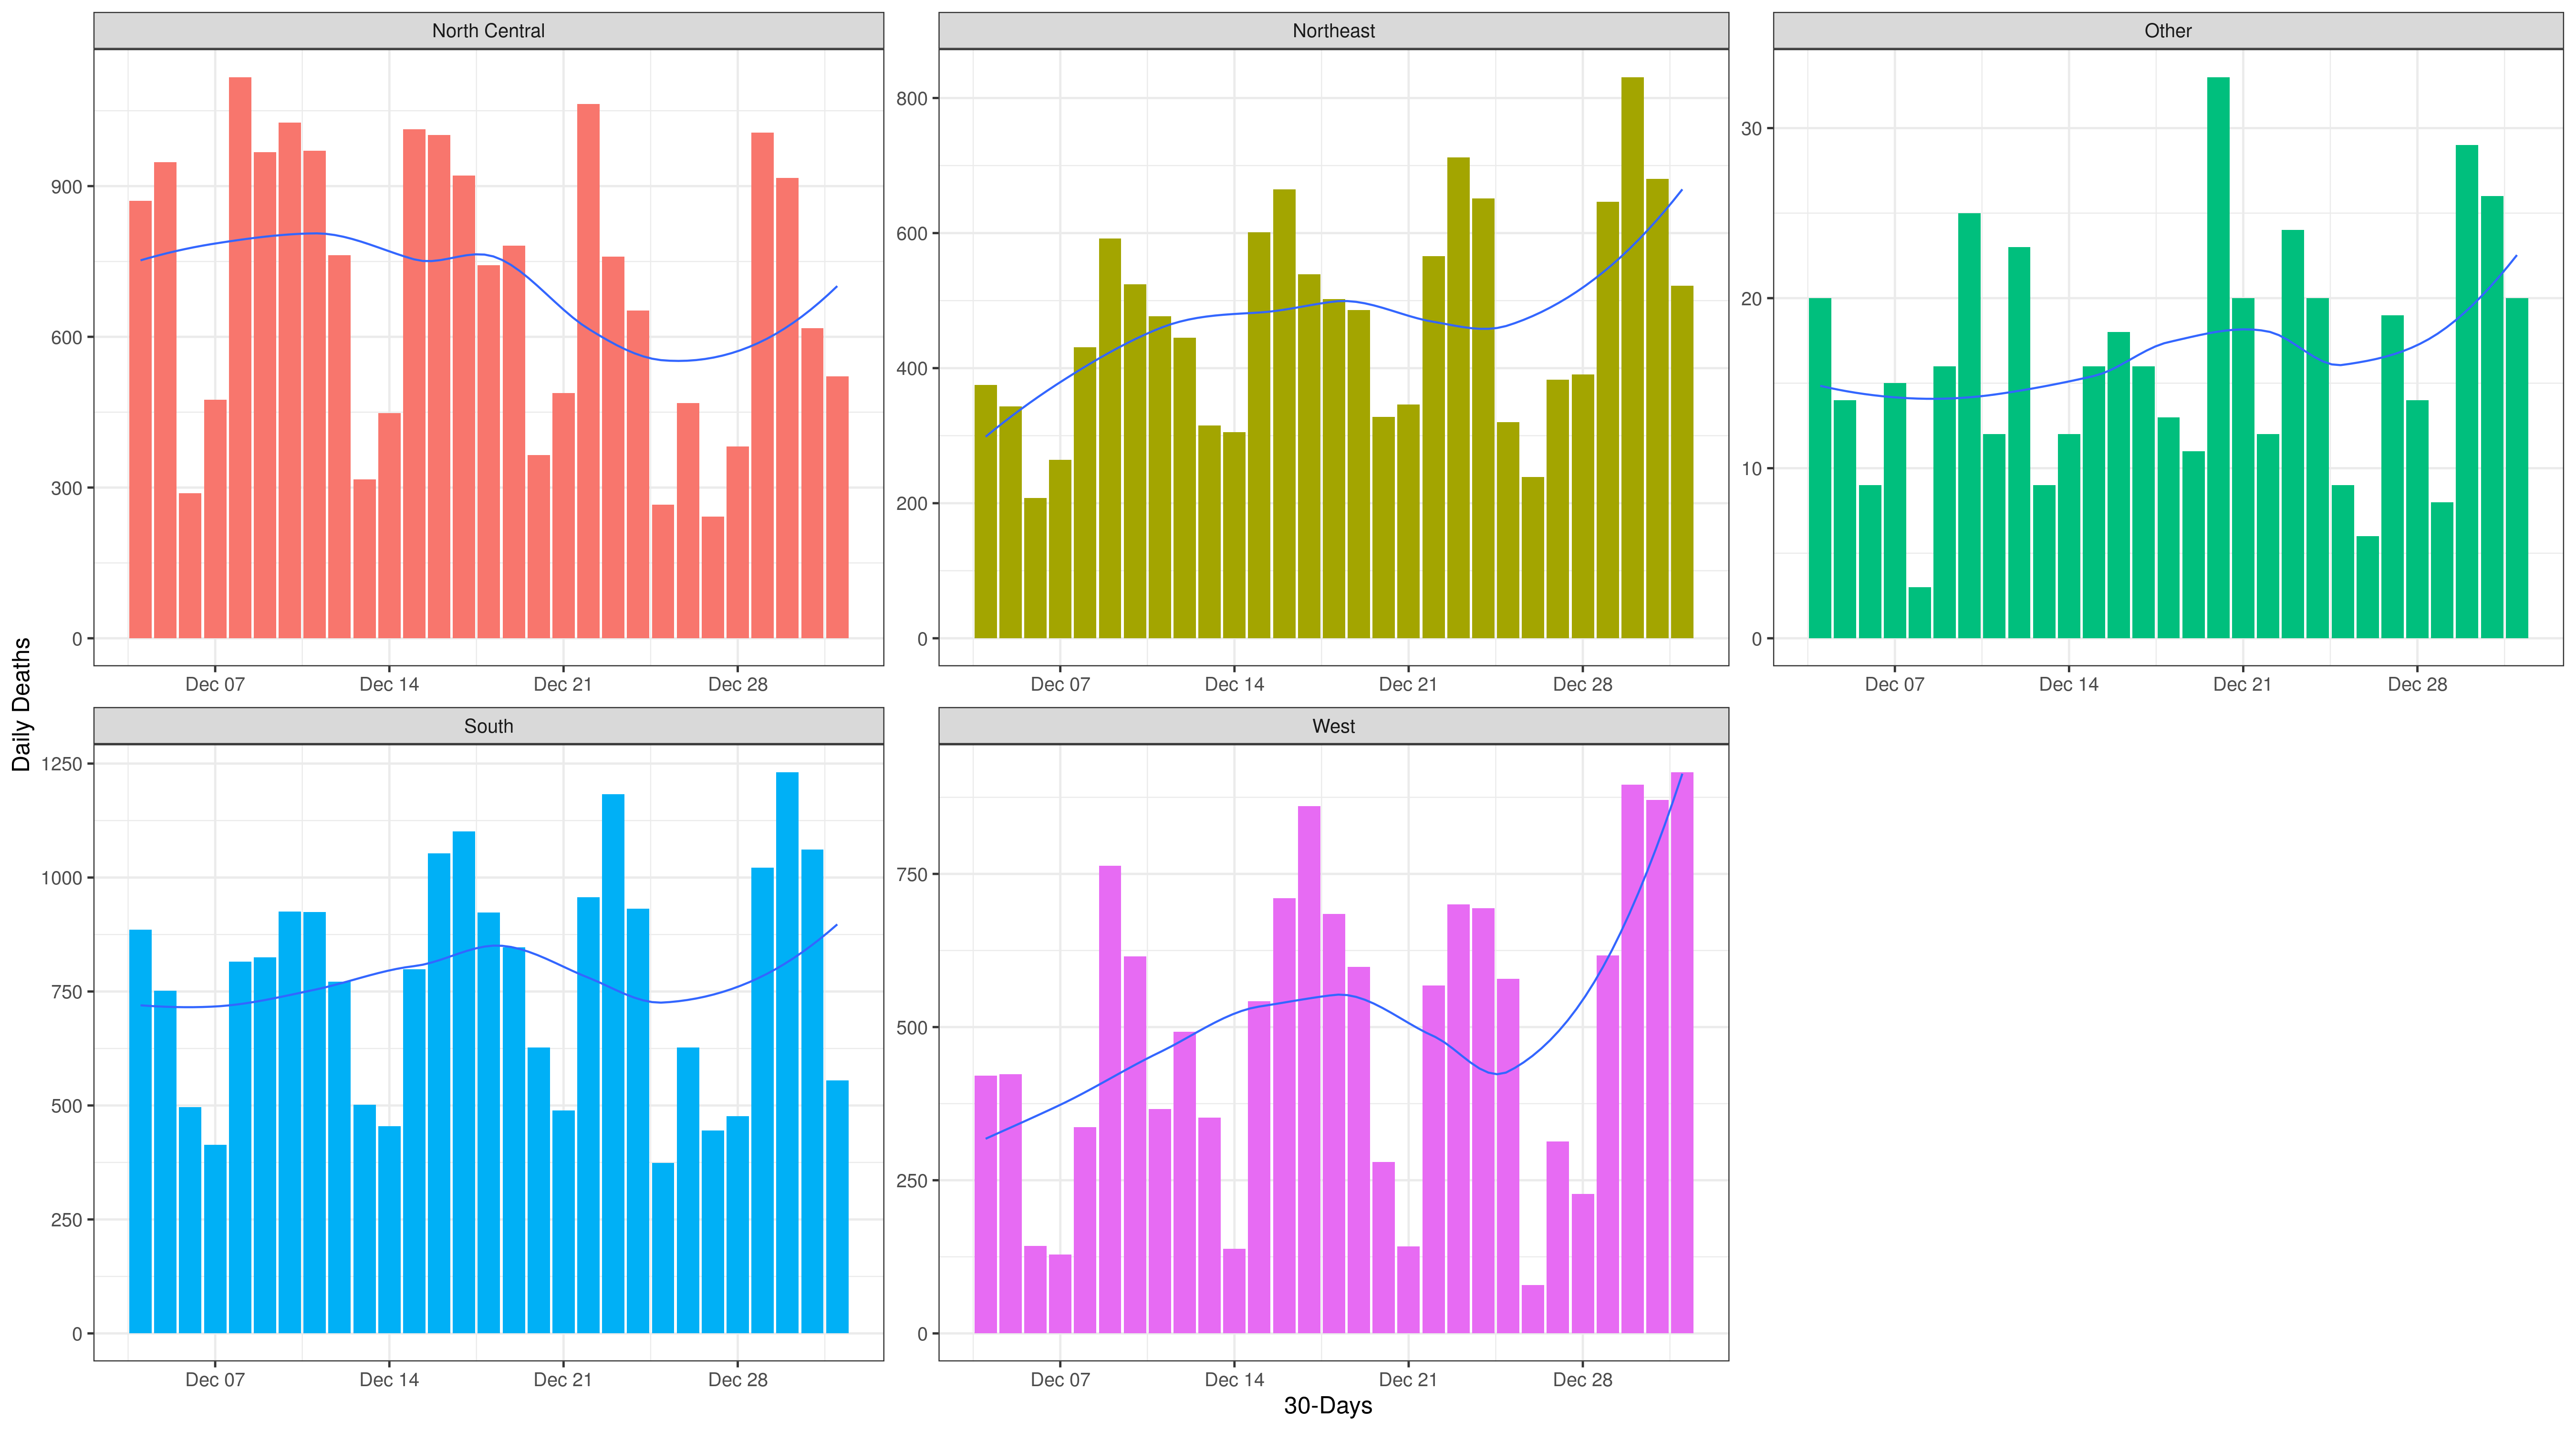 North Central
Northeast
Other
900
600
300
0
800
600
400
200
0
30
20
10
0
Dec 07 Dec 14 Dec 21 Dec 28
Dec 07 Dec 14 Dec 21 Dec 28
Dec 07 Dec 14 Dec 21 Dec 28
Daily Deaths
South
West
1250
1000
750
500
250
0
750
500
250
0
Dec 07 Dec 14 Dec 21 Dec 28
Dec 07 Dec 14 Dec 21 Dec 28
30-Days